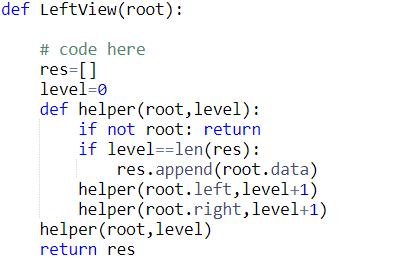 def LeftView(root):
    # code here
    res=[]
    level=0
    def helper(root,level):
        if not root: return
        if level==len(res):
            res.append(root.data)
        helper(root.left,level+1)
        helper(root.right,level+1)
    helper(root,level)
    return res